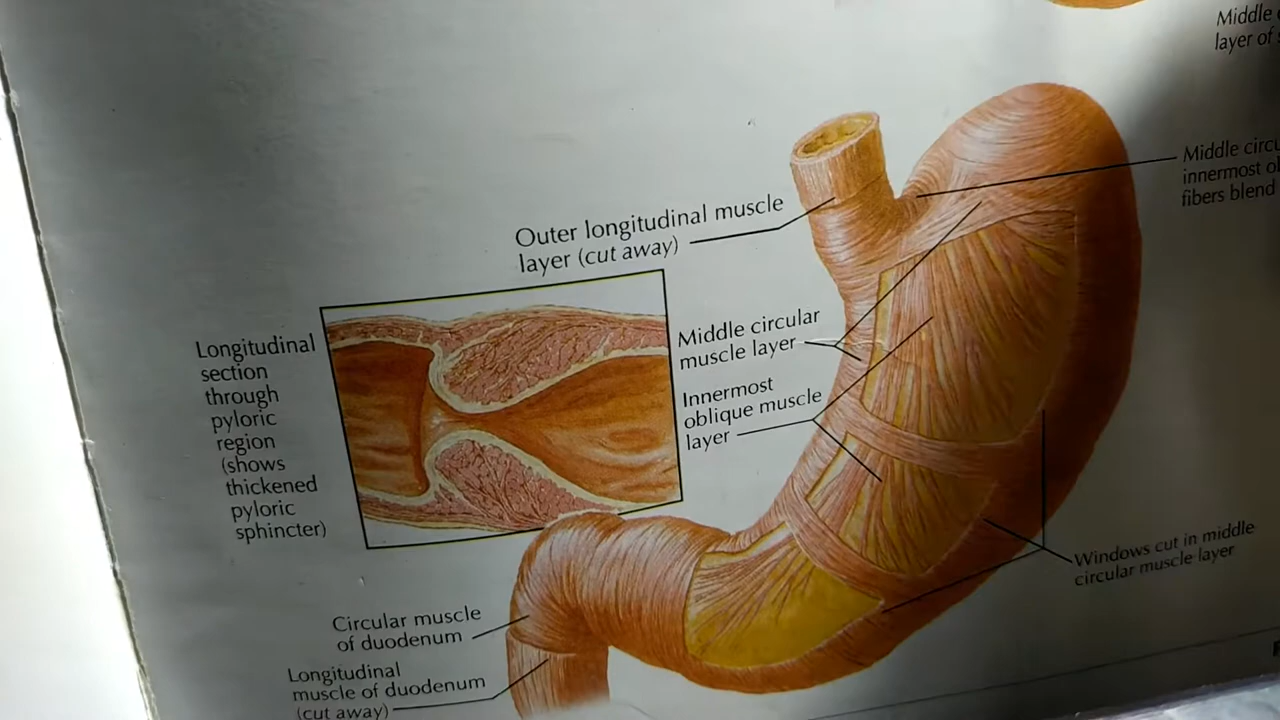 Middle
layer of
Middle
innermost
fibers blend
Outer longitudinal muscle
layer (cut away)
Middle circular
muscle layer
Innermost
oblique muscle
layer
Longitudinal
section
through
pyloric
region
(shows
thickened
pyloric
sphincter)
Windows cut in middle
circular muscle layer
Circular muscle
of duodenum
Longitudinal
muscle of duodenum
(cut away)